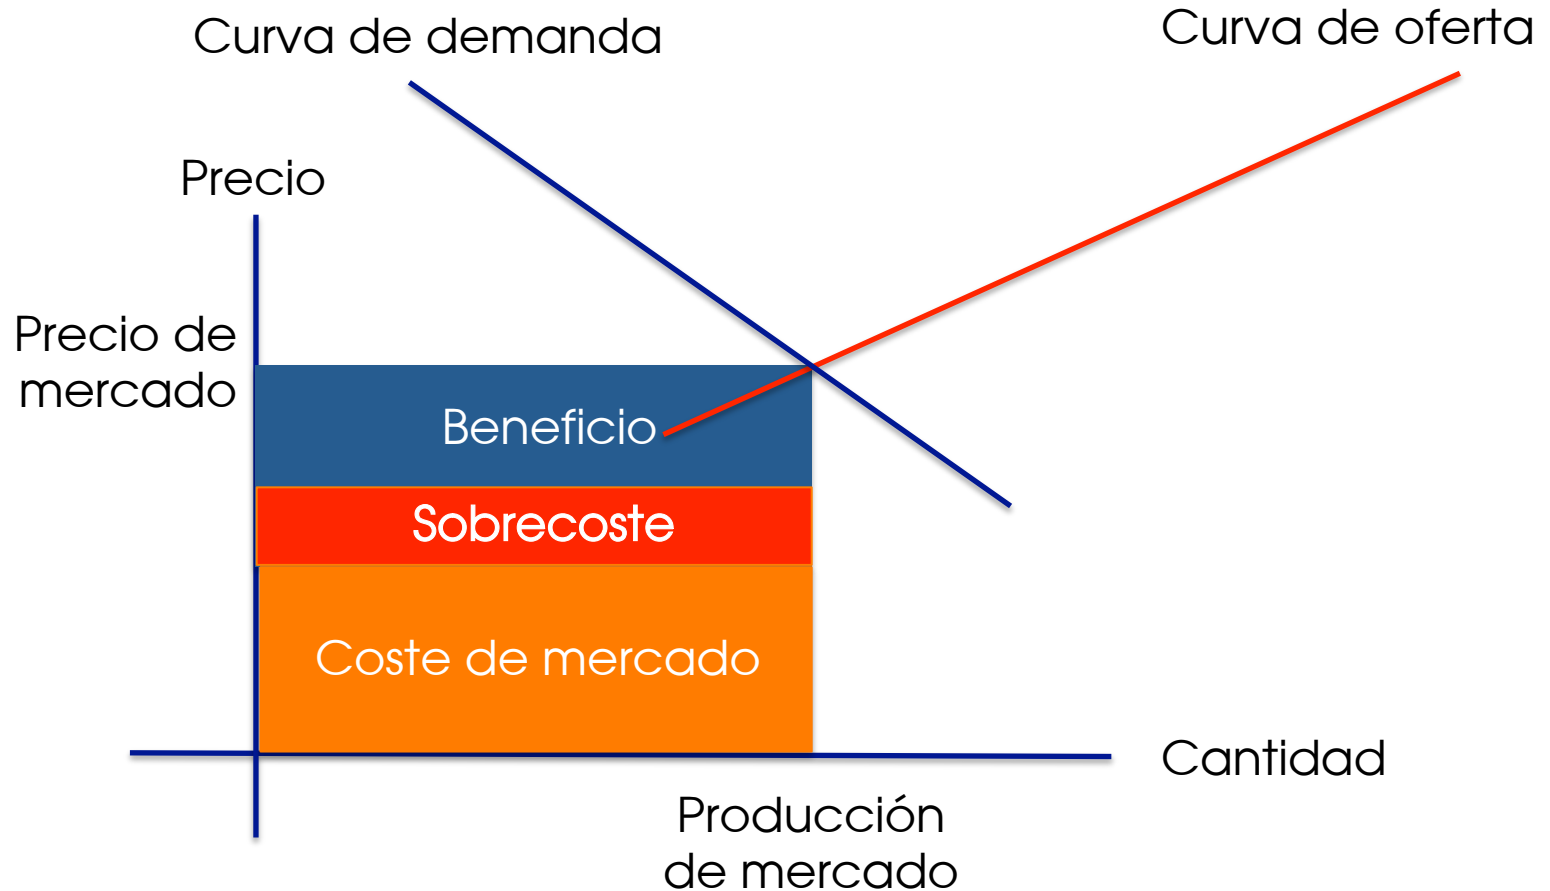 Curva de demanda
Curva de oferta
Precio
Precio de
mercado
Beneficio
Sobrecoste
Coste de mercado
Cantidad
Producción
de mercado